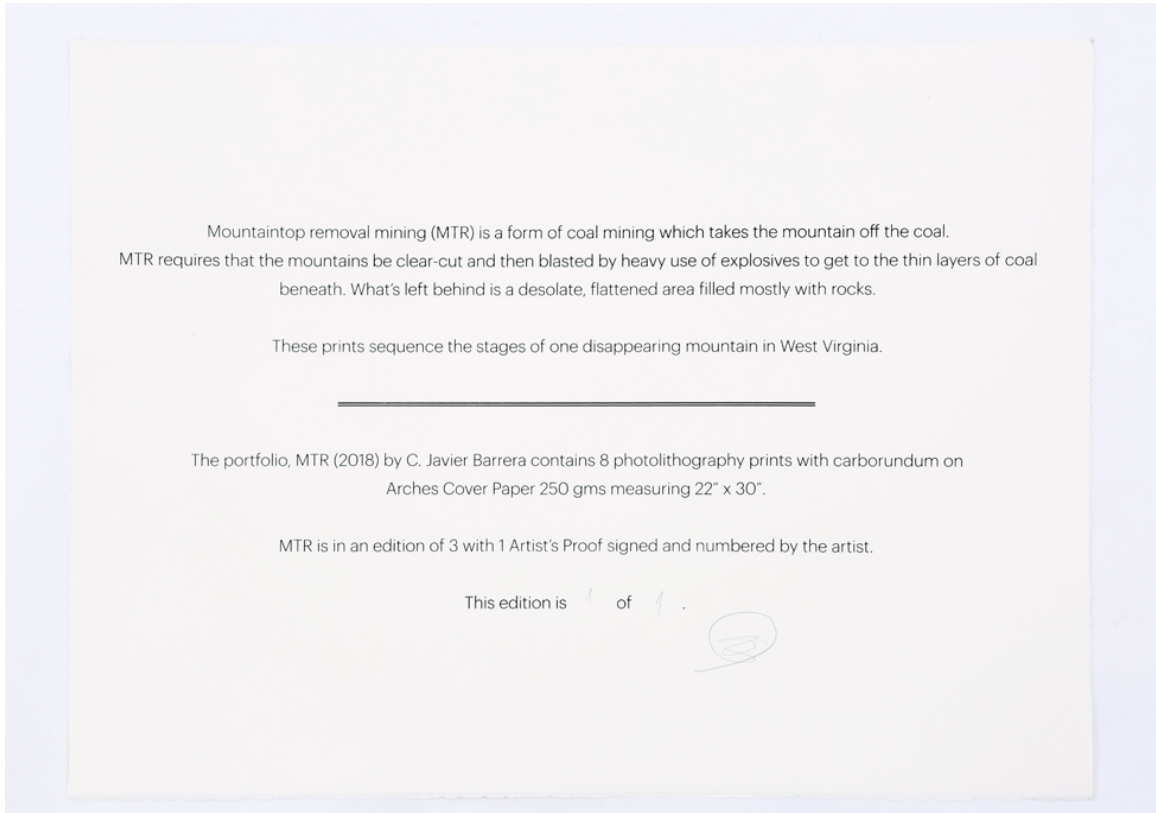 Mountaintop removal mining (MTR) is a form of coal mining which takes the mountain off the coal.
MTR requires that the mountains be clear-cut and then blasted by heavy use of explosives to get to the thin layers of coal
beneath. What’s left behind is a desolate, flattened area filled mostly with rocks.
These prints sequence the stages of one disappearing mountain in West Virginia.
The portfolio, MTR (2018) by C. Javier Barrera contains 8 photolithography prints with carborundum on
Arches Cover Paper 250 gms measuring 22” x 30”.
MTR is in an edition of 3 with 1 Artist’s Proof signed and numbered by the artist.
This edition is 1 of 1 .